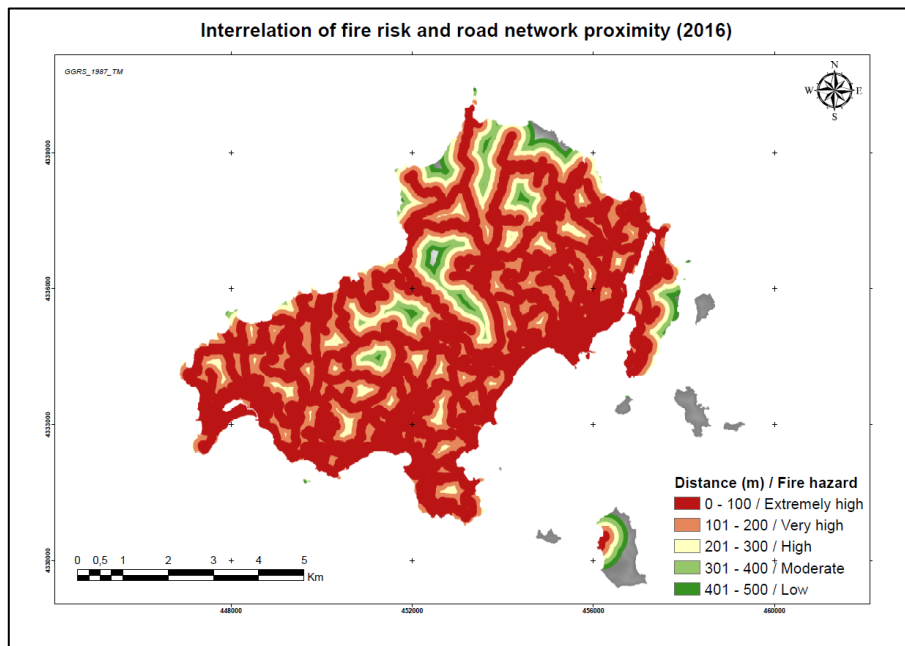 Interrelation of fire risk and road network proximity (2016)
GGRS_1987_TM
N
W E
S
4339000
4336000
4333000
4330000
Distance (m) / Fire hazard
0 - 100 / Extremely high
101 - 200 / Very high
201 - 300 / High
301 - 400 / Moderate
401 - 500 / Low
0 0,5 1 2 3 4 5
Km
448000 452000 456000 460000